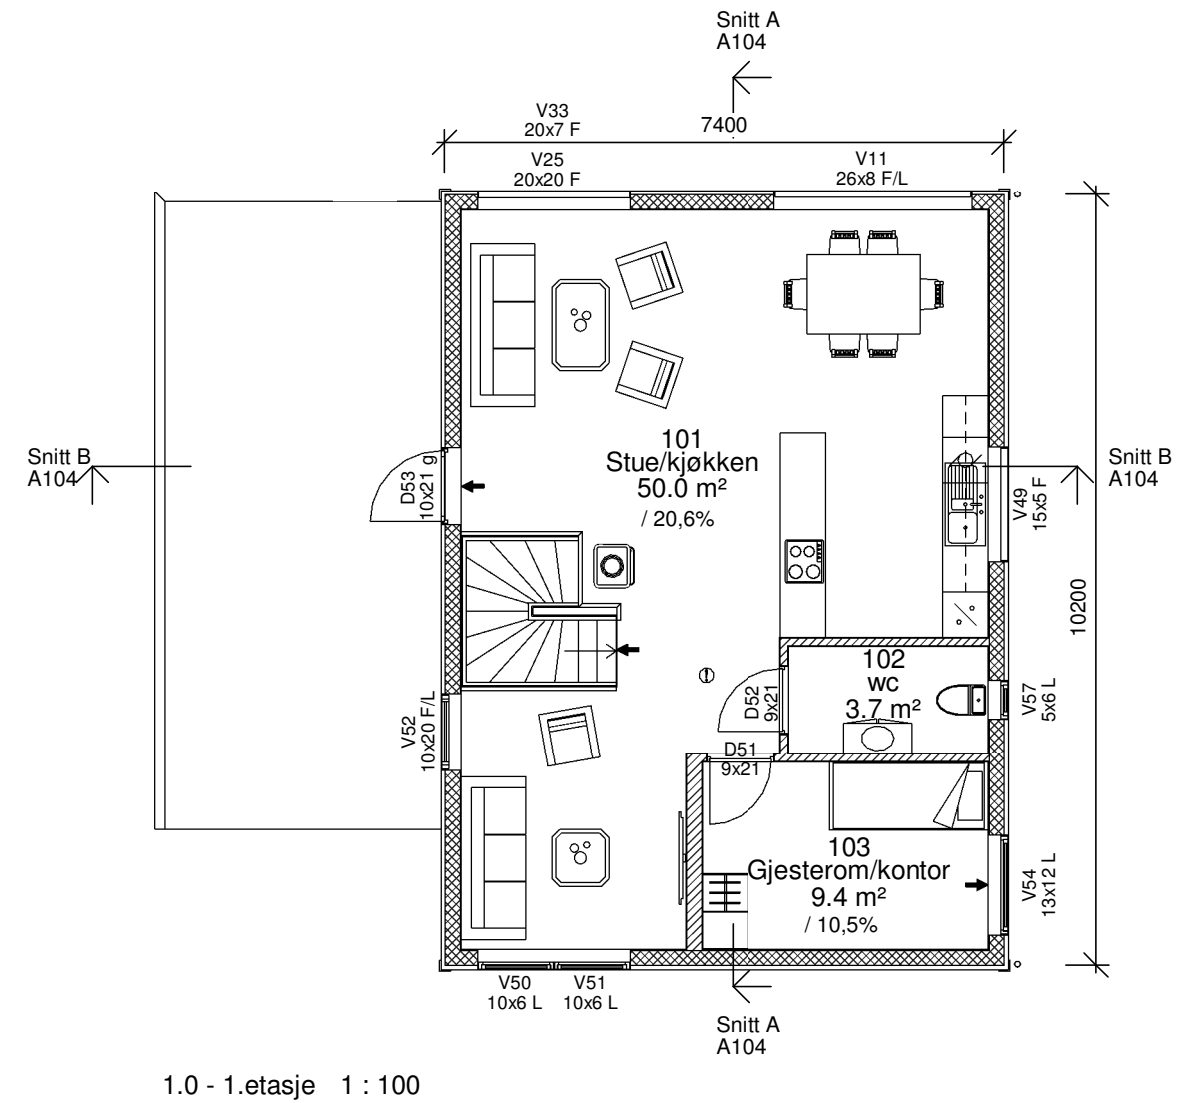 Snitt A
A104
V33
20x7 F
7400
V25
20x20 F
V11
26x8 F/L
Snitt B
A104
D53
10x21 g
101
Stue/kjøkken
50.0 m²
/ 20,6%
V49
15x5 F
Snitt B
A104
10200
V52
10x20 F/L
D52
9x21
102
wc
3.7 m²
V57
5x6 L
D51
9x21
103
Gjesterom/kontor
9.4 m²
/ 10,5%
V54
13x12 L
V50
10x6 L
V51
10x6 L
Snitt A
A104
1.0 - 1.etasje 1 : 100